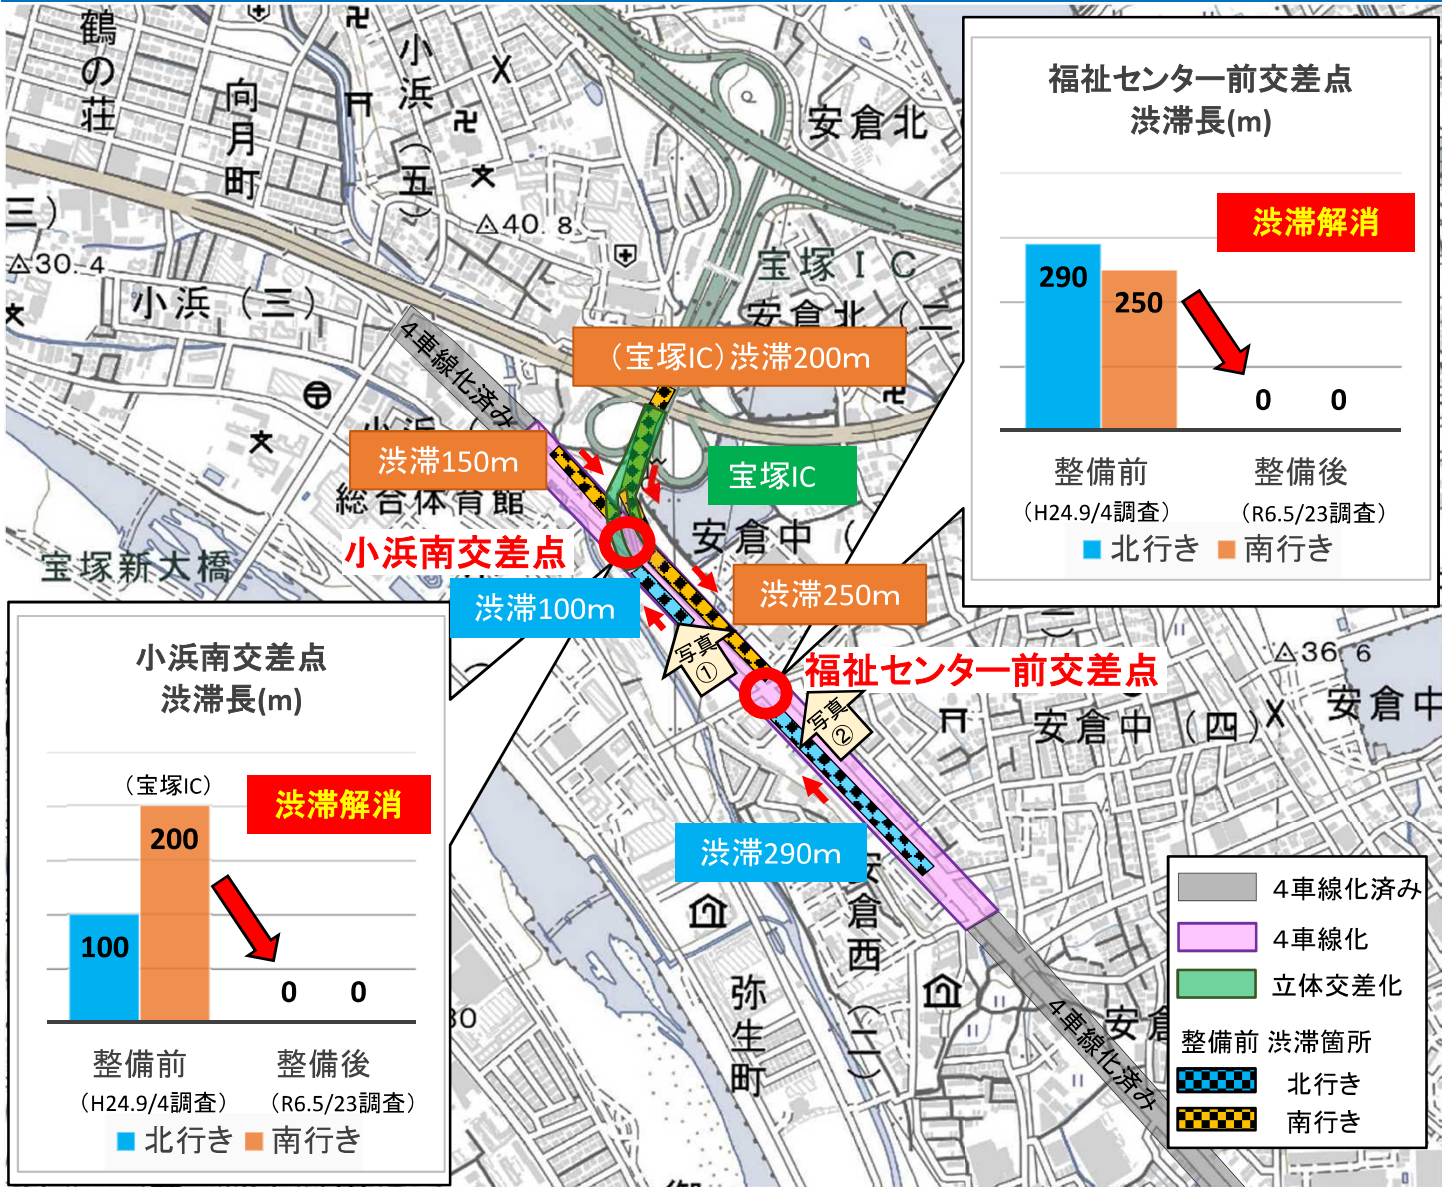 鶴の荘
向月町
小浜（五）
安倉北
福祉センター前交差点
渋滞長(m)
渋滞解消
290
250
0
0
整備前
整備後
（H24.9/4調査）
（R6.5/23調査）
北行き
南行き
三）
△40.8
△30.4
小浜（三）
宝塚ＩＣ
安倉北（二
４車線化済み
（宝塚IC）渋滞200m
渋滞150m
宝塚IC
総合体育館
安倉中（
小浜南交差点
宝塚新大橋
渋滞100m
渋滞250m
写真
①
福祉センター前交差点
写真
②
△36 6
安倉中（四）
安倉中
小浜南交差点
渋滞長(m)
（宝塚IC）
渋滞解消
200
100
0
0
整備前
整備後
（H24.9/4調査）
（R6.5/23調査）
北行き
南行き
渋滞290m
安倉西（二）
弥生町
安倉
４車線化済み
４車線化済み
４車線化
立体交差化
整備前 渋滞箇所
北行き
南行き